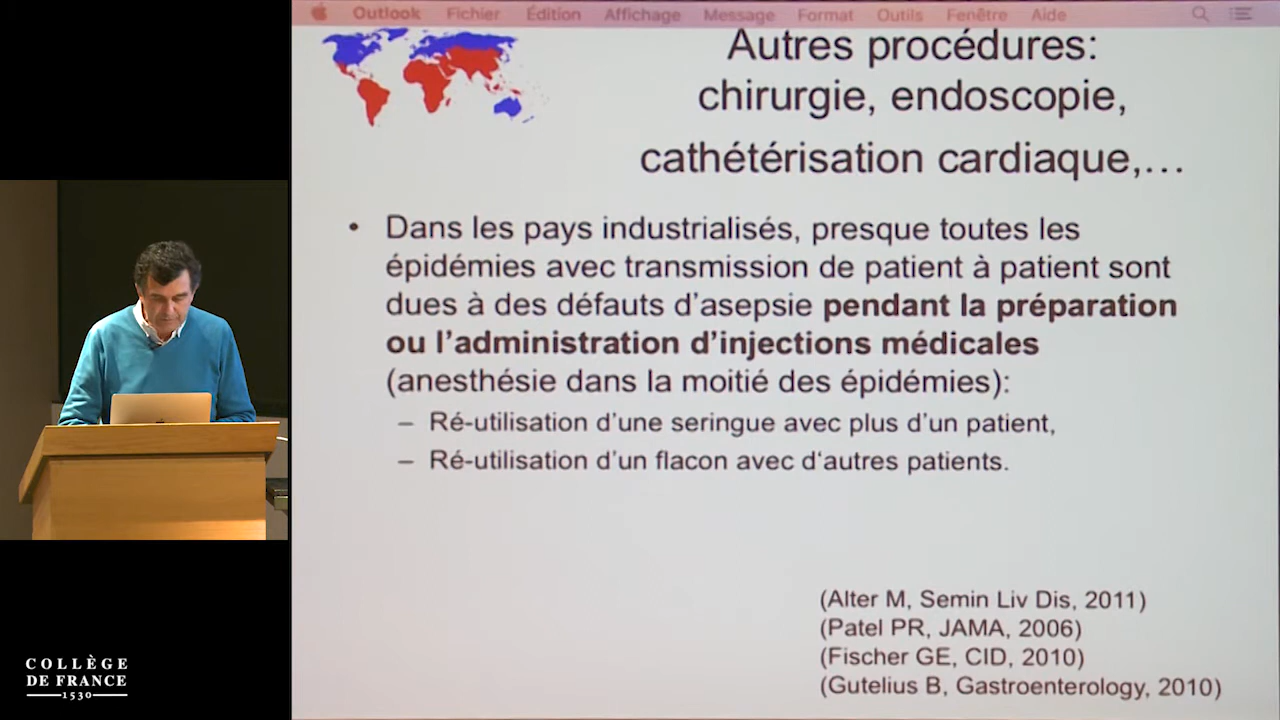 Outlook Fichier Édition Affichage Message Format Outils Fenêtre Aide
Autres procédures:
chirurgie, endoscopie,
cathétérisation cardiaque,…
• Dans les pays industrialisés, presque toutes les
épidémies avec transmission de patient à patient sont
dues à des défauts d’asepsie pendant la préparation
ou l’administration d’injections médicales
(anesthésie dans la moitié des épidémies):
– Ré-utilisation d’une seringue avec plus d’un patient,
– Ré-utilisation d’un flacon avec d‘autres patients.
(Alter M, Semin Liv Dis, 2011)
(Patel PR, JAMA, 2006)
(Fischer GE, CID, 2010)
(Gutelius B, Gastroenterology, 2010)
COLLÈGE
DE FRANCE
1530